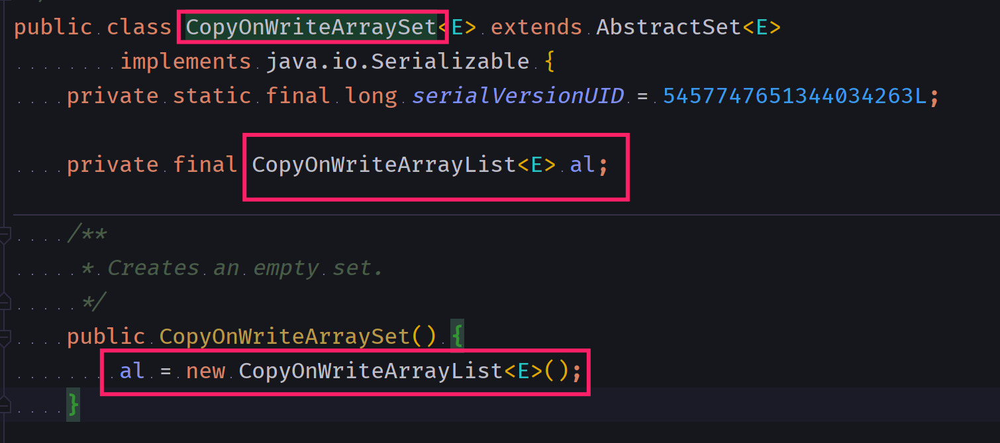 public class CopyOnWriteArraySet<E> extends AbstractSet<E>
implements java.io.Serializable {
private static final long serialVersionUID = 5457747651344034263L;
private final CopyOnWriteArrayList<E> al;
/**
* Creates an empty set.
*/
public CopyOnWriteArraySet() {
al = new CopyOnWriteArrayList<E>();
}